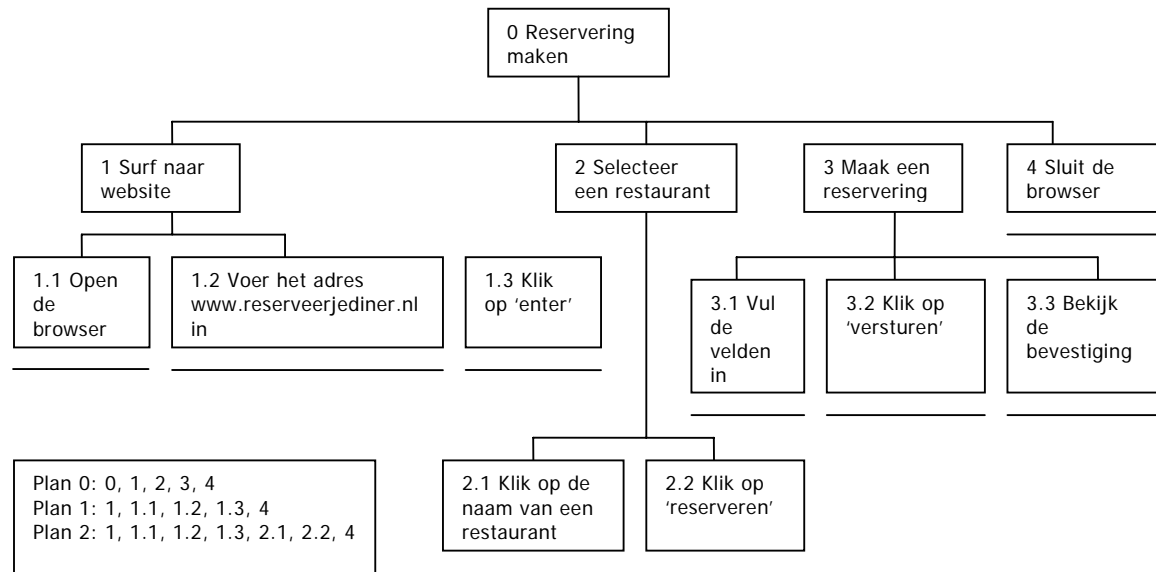 0 Reservering
maken
1 Surf naar
website
2 Selecteer
een restaurant
3 Maak een
reservering
4 Sluit de
browser
1.1 Open
de
browser
1.2 Voer het adres
www.reserveerjediner.nl
in
1.3 Klik
op ‘enter’
3.1 Vul
de
velden
in
3.2 Klik op
‘versturen’
3.3 Bekijk
de
bevestiging
Plan 0: 0, 1, 2, 3, 4
Plan 1: 1, 1.1, 1.2, 1.3, 4
Plan 2: 1, 1.1, 1.2, 1.3, 2.1, 2.2, 4
2.1 Klik op de
naam van een
restaurant
2.2 Klik op
‘reserveren’